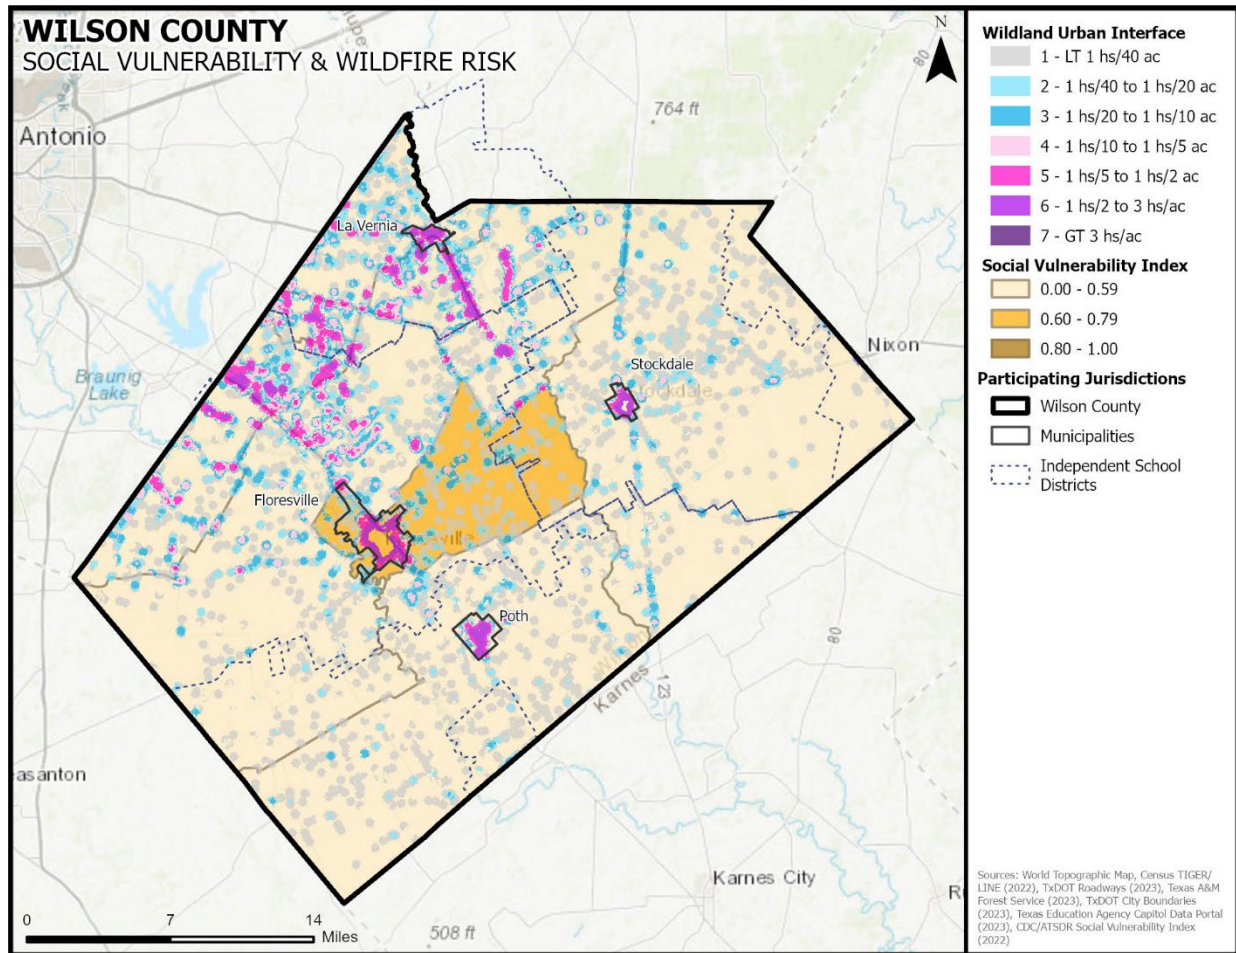 WILSON COUNTY
SOCIAL VULNERABILITY & WILDFIRE RISK
Antonio
764 ft
80
N
La Vernia
Braunig
Lake
Nixon
Stockdale
Floresville
Poth
80
Karnes
123
easanton
Karnes City
508 ft
0 7 14
Miles
Wildland Urban Interface
1 - LT 1 hs/40 ac
2 - 1 hs/40 to 1 hs/20 ac
3 - 1 hs/20 to 1 hs/10 ac
4 - 1 hs/10 to 1 hs/5 ac
5 - 1 hs/5 to 1 hs/2 ac
6 - 1 hs/2 to 3 hs/ac
7 - GT 3 hs/ac
Social Vulnerability Index
0.00 - 0.59
0.60 - 0.79
0.80 - 1.00
Participating Jurisdictions
Wilson County
Municipalities
Independent School
Districts
Sources: World Topographic Map, Census TIGER/
LINE (2022), TxDOT Roadways (2023), Texas A&M
Forest Service (2023), TxDOT City Boundaries
(2023), Texas Education Agency Capitol Data Portal
(2023), CDC/ATSDR Social Vulnerability Index
(2022)